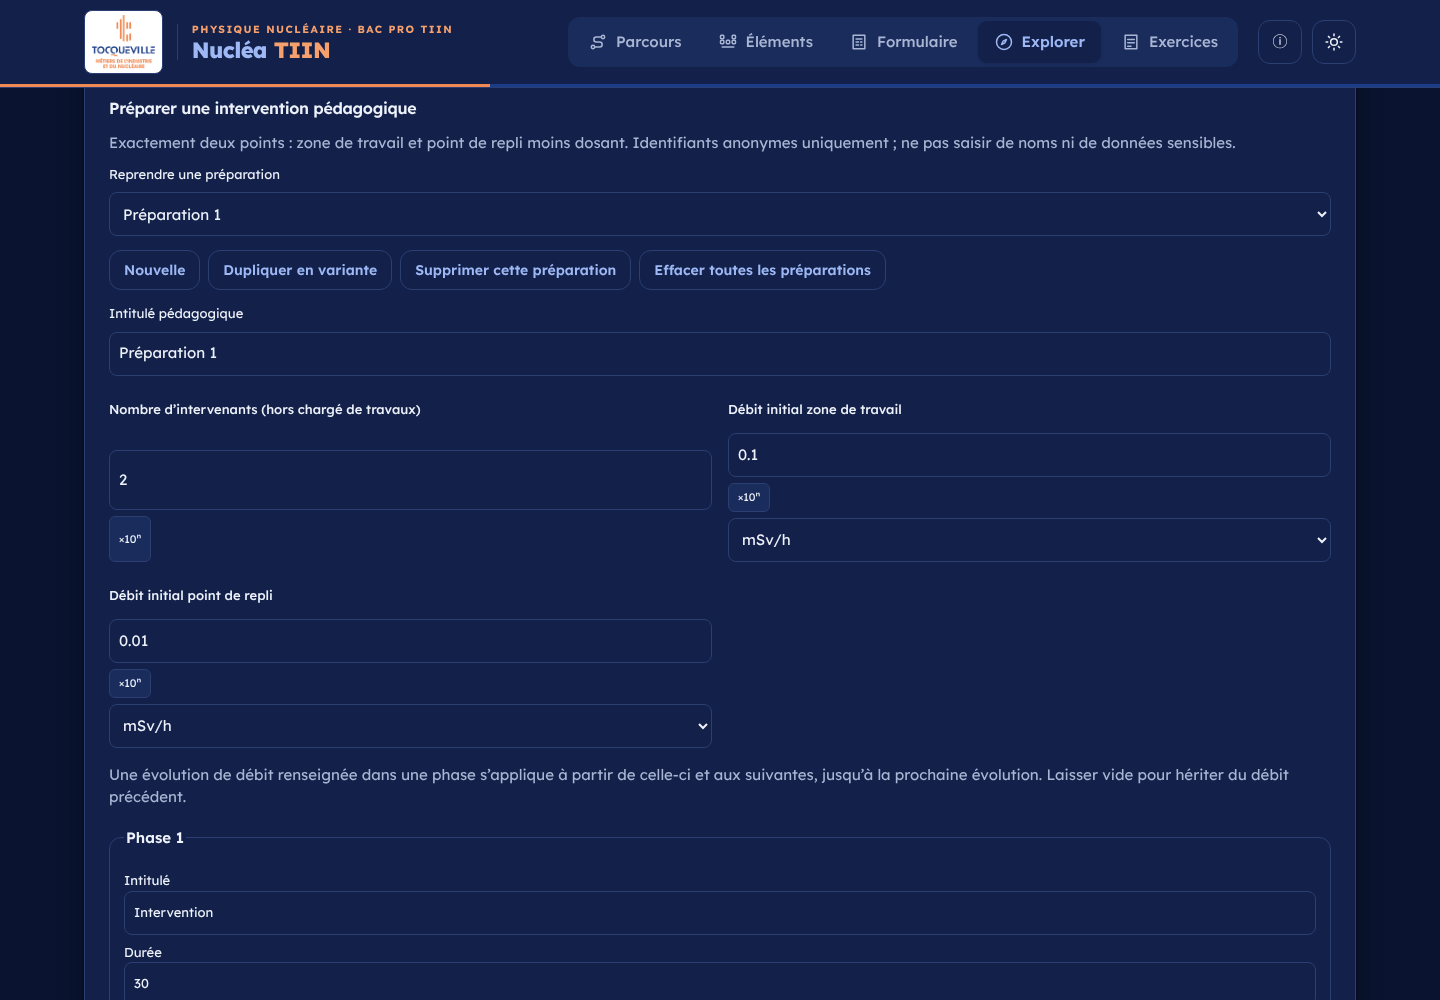 TOCQUEVILLE
MÉTIERS DE L'INDUSTRIE
ET DU NUCLÉAIRE
PHYSIQUE NUCLÉAIRE · BAC PRO TIIN
Nucléa TIIN
Parcours
Éléments
Formulaire
Explorer
Exercices
Préparer une intervention pédagogique
Exactement deux points : zone de travail et point de repli moins dosant. Identifiants anonymes uniquement ; ne pas saisir de noms ni de données sensibles.
Reprendre une préparation
Préparation 1
Nouvelle
Dupliquer en variante
Supprimer cette préparation
Effacer toutes les préparations
Intitulé pédagogique
Préparation 1
Nombre d’intervenants (hors chargé de travaux)
2
×10ⁿ
Débit initial zone de travail
0.1
×10ⁿ
mSv/h
Débit initial point de repli
0.01
×10ⁿ
mSv/h
Une évolution de débit renseignée dans une phase s’applique à partir de celle-ci et aux suivantes, jusqu’à la prochaine évolution. Laisser vide pour hériter du débit
précédent.
Phase 1
Intitulé
Intervention
Durée
30